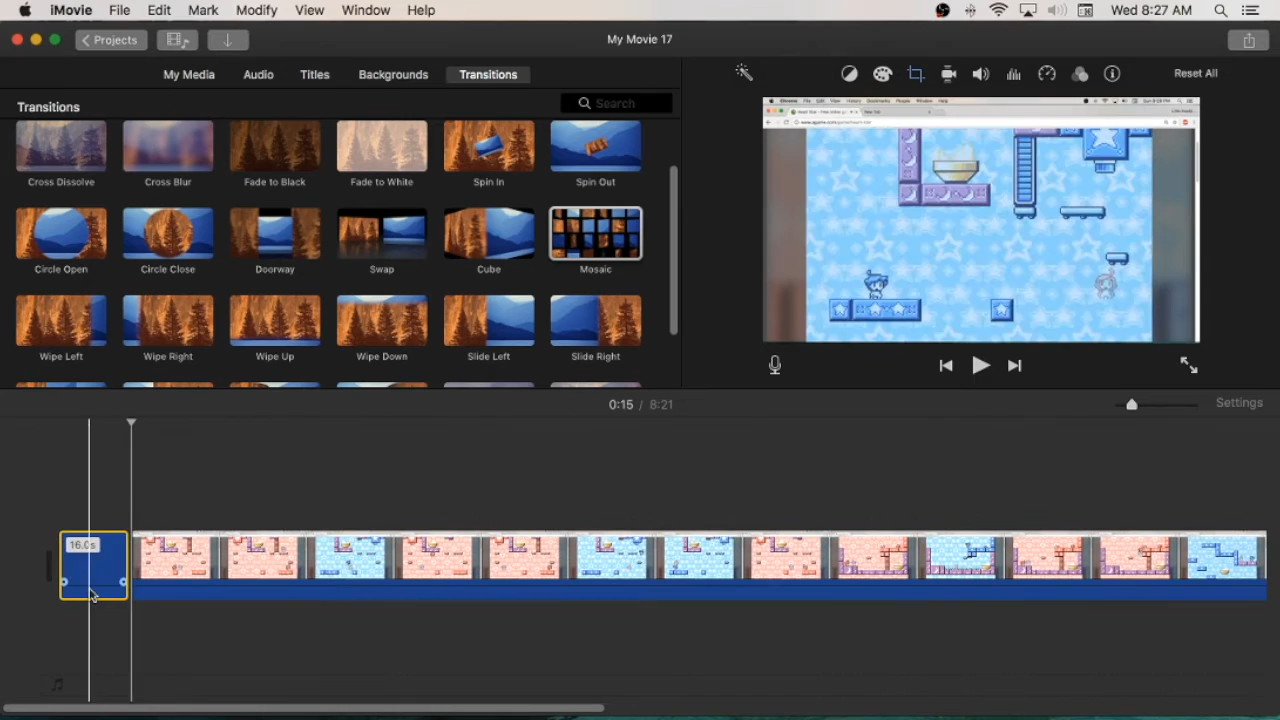 iMovie File Edit Mark Modify View Window Help Wed 8:27 AM
Projects My Movie 17
My Media Audio Titles Backgrounds Transitions Reset All
Transitions Search
Cross Dissolve Cross Blur Fade to Black Fade to White Spin In Spin Out
Circle Open Circle Close Doorway Swap Cube Mosaic
Wipe Left Wipe Right Wipe Up Wipe Down Slide Left Slide Right
0:15 / 8:21 Settings
16.0s